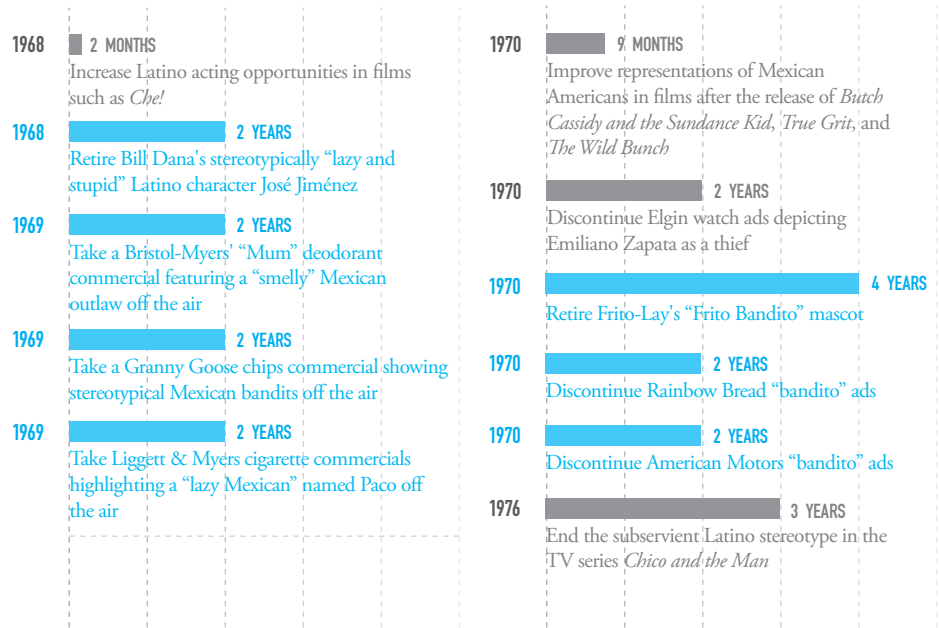 1968 2 MONTHS
Increase Latino acting opportunities in films
such as Che!
1968 2 YEARS
Retire Bill Dana's stereotypically “lazy and
stupid” Latino character José Jiménez
1969 2 YEARS
Take a Bristol-Myers' “Mum” deodorant
commercial featuring a “smelly” Mexican
outlaw off the air
1969 2 YEARS
Take a Granny Goose chips commercial showing
stereotypical Mexican bandits off the air
1969 2 YEARS
Take Liggett & Myers cigarette commercials
highlighting a “lazy Mexican” named Paco off
the air
1970 9 MONTHS
Improve representations of Mexican
Americans in films after the release of Butch
Cassidy and the Sundance Kid, True Grit, and
The Wild Bunch
1970 2 YEARS
Discontinue Elgin watch ads depicting
Emiliano Zapata as a thief
1970 4 YEARS
Retire Frito-Lay's “Frito Bandito” mascot
1970 2 YEARS
Discontinue Rainbow Bread “bandito” ads
1970 2 YEARS
Discontinue American Motors “bandito” ads
1976 3 YEARS
End the subservient Latino stereotype in the
TV series Chico and the Man